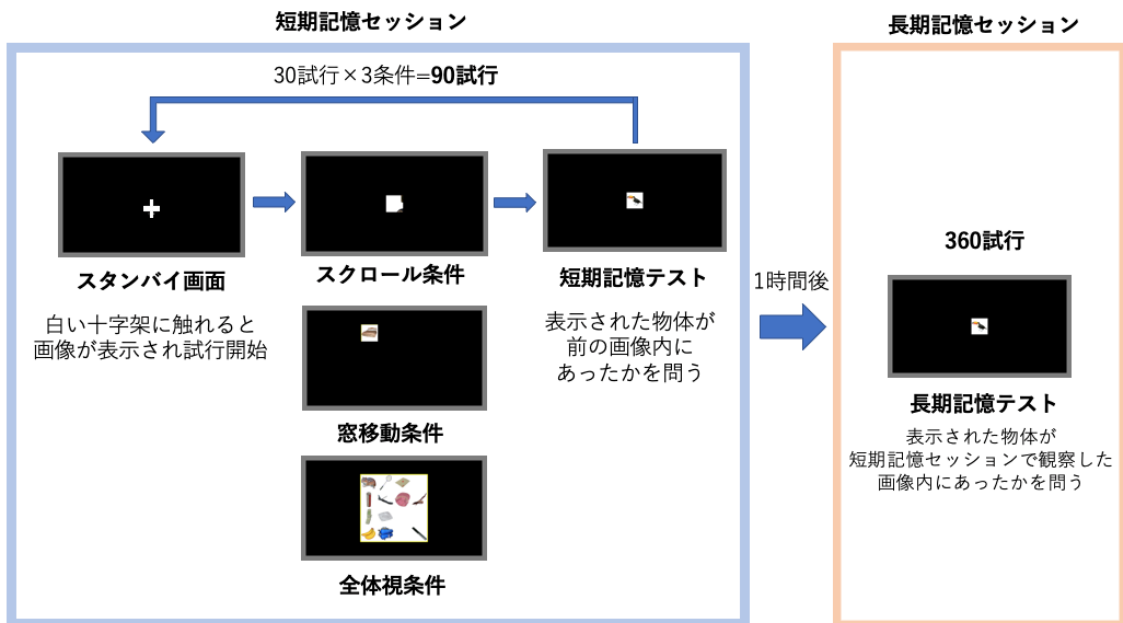 短期記憶セッション
30試行×3条件=90試行
スタンバイ画面
白い十字架に触れると
画像が表示され試行開始
スクロール条件
窓移動条件
全体視条件
短期記憶テスト
表示された物体が
前の画像内に
あったかを問う
1時間後
長期記憶セッション
360試行
長期記憶テスト
表示された物体が
短期記憶セッションで観察した
画像内にあったかを問う